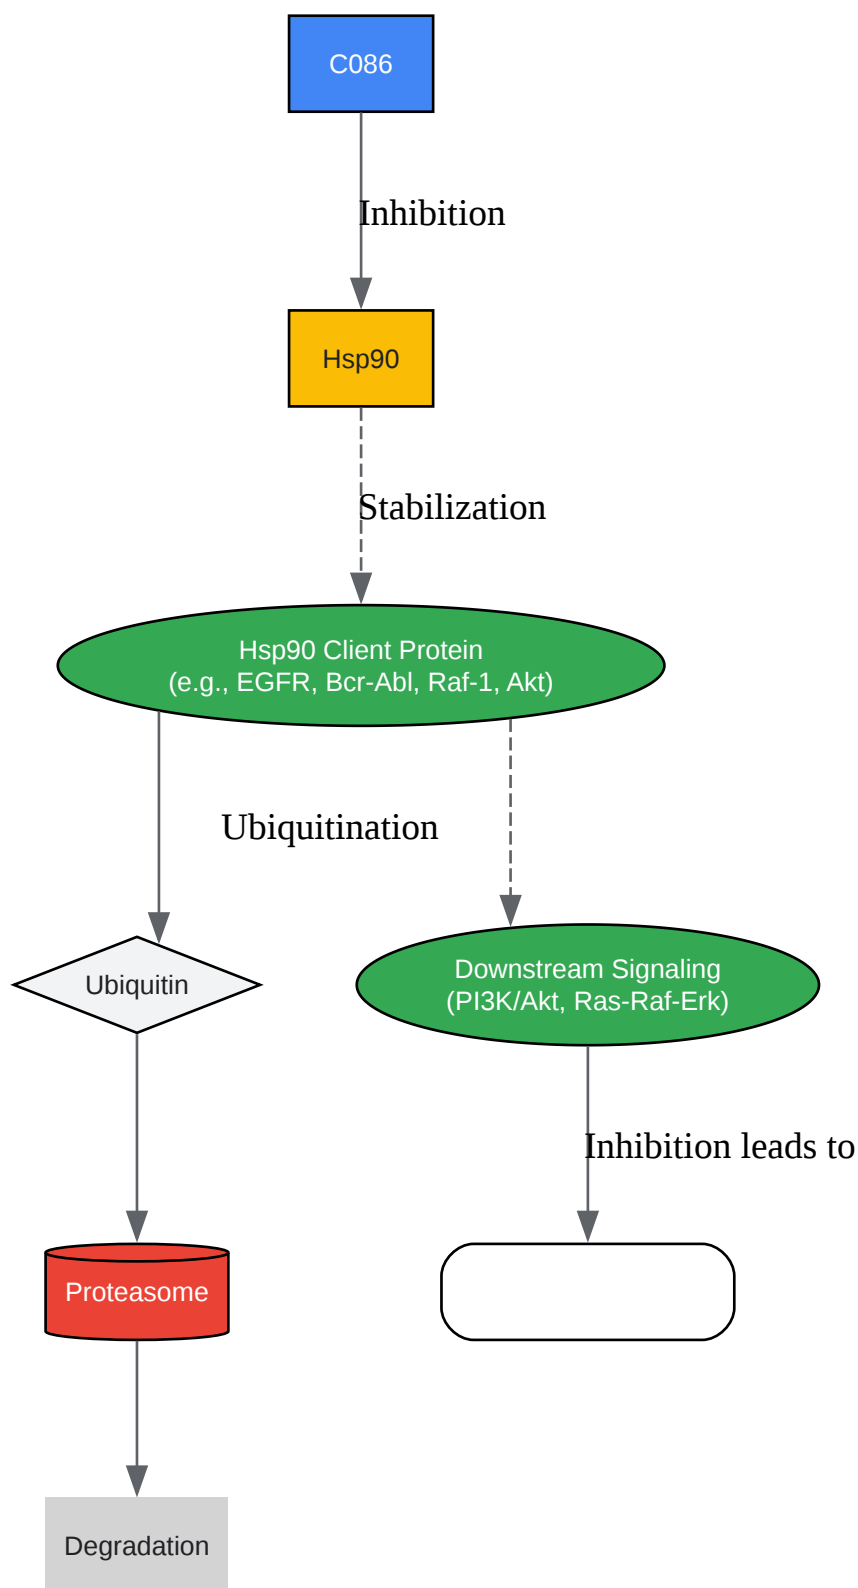 C086
Inhibition
Hsp90
Stabilization
Hsp90 Client Protein
(e.g., EGFR, Bcr-Abl, Raf-1, Akt)
Ubiquitination
Ubiquitin
Downstream Signaling
(PI3K/Akt, Ras-Raf-Erk)
Inhibition leads to
Proteasome
Degradation